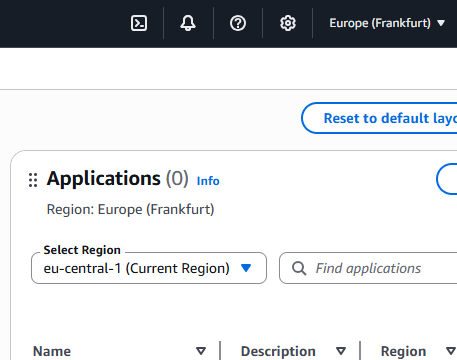 Europe (Frankfurt)
Reset to default layo
Applications (0) Info
Region: Europe (Frankfurt)
Select Region
eu-central-1 (Current Region)
Find applications
Name Description Region